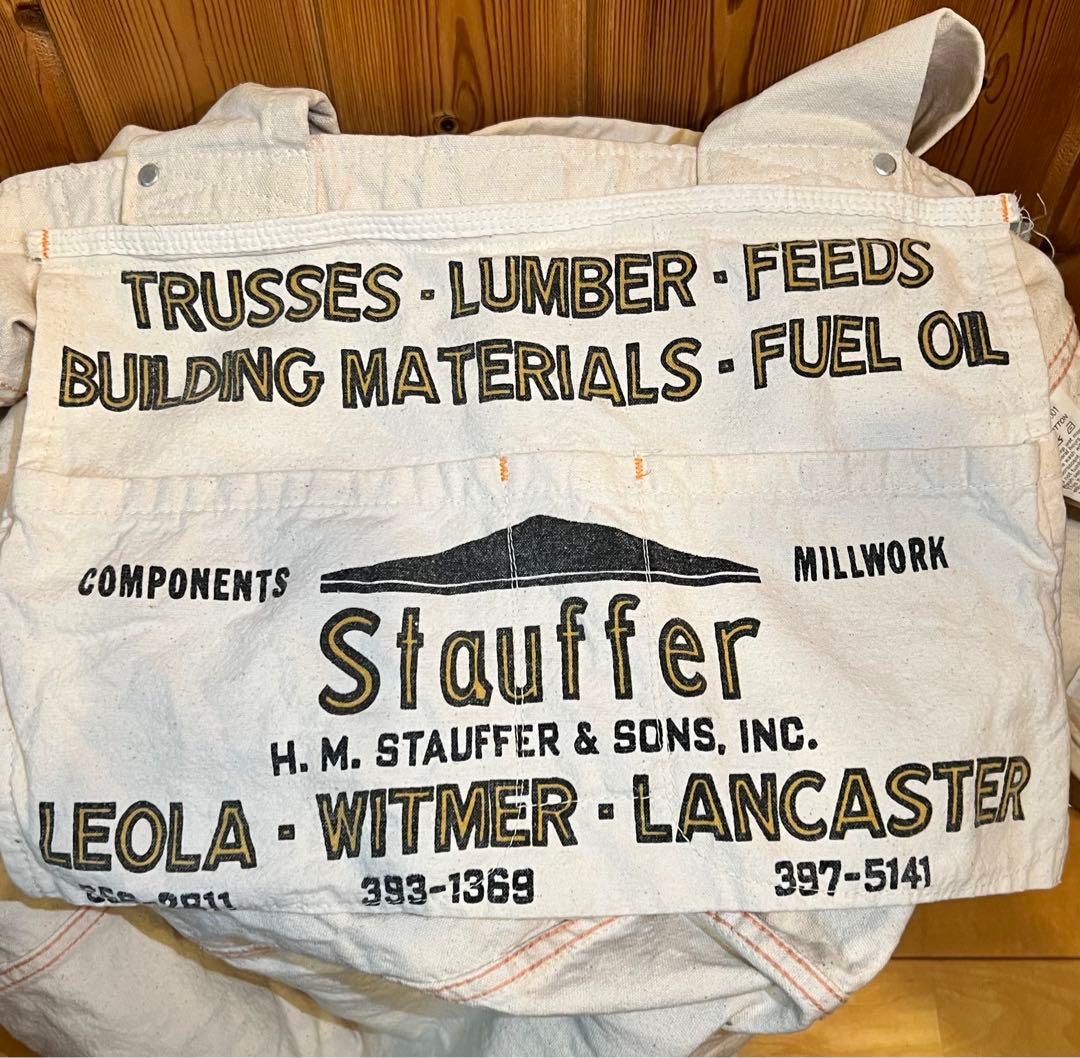 TRUSSES · LUMBER · FEEDS
BUILDING MATERIALS · FUEL OIL
COMPONENTS
MILLWORK
Stauffer
H. M. STAUFFER & SONS, INC.
LEOLA · WITMER · LANCASTER
393-1369
397-5141